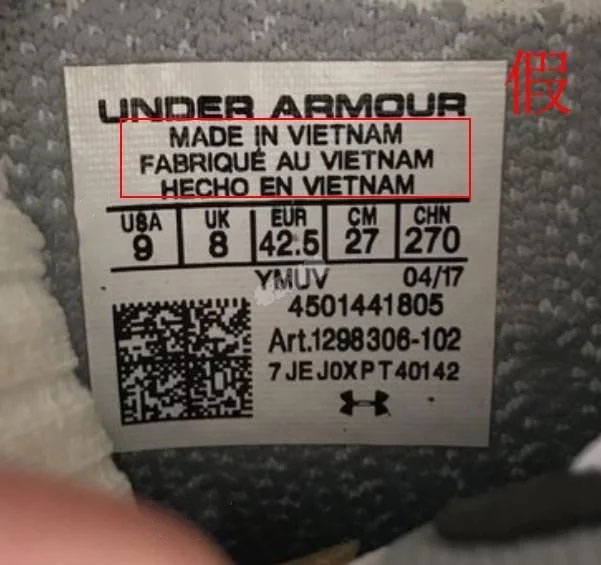 假
UNDER ARMOUR
MADE IN VIETNAM
FABRIQUÉ AU VIETNAM
HECHO EN VIETNAM
USA UK EUR CM CHN
9 8 42.5 27 270
YMUV 04/17
4501441805
Art.1298306-102
7JEJ0XPT40142